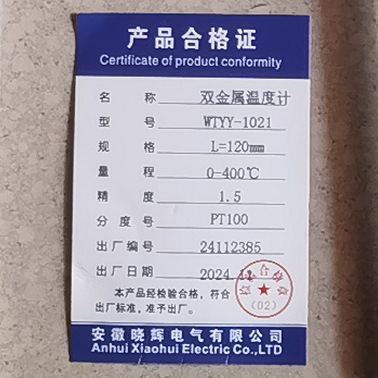 产品合格证
Certificate of product conformity
名 称 双金属温度计
型 号 WTYY-1021
规 格 L=120mm
量 程 0-400℃
精 度 1.5
分 度 号 PT100
出厂编号 24112385
出厂日期 2024.11
本产品经检验合格，符合
出厂标准，准予出厂。
(02)
安徽晓辉电气有限公司
Anhui Xiaohui Electric Co.,LTD